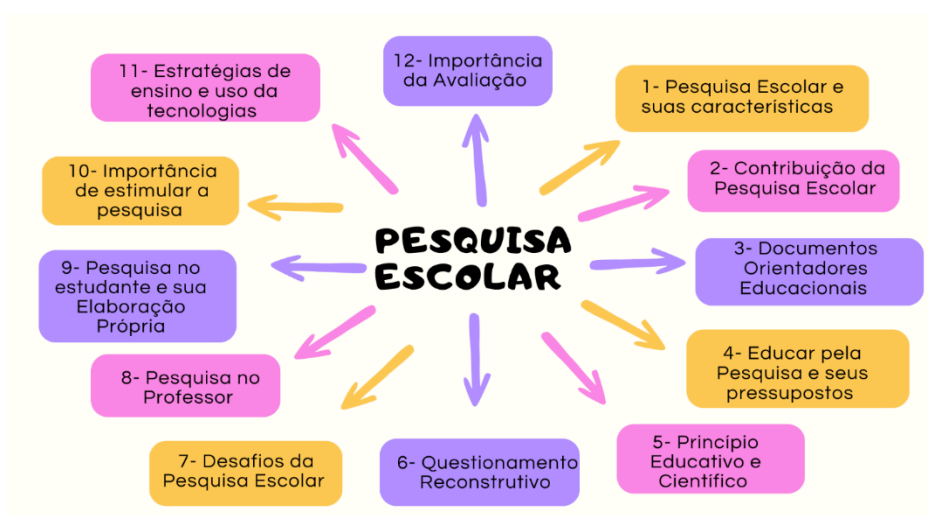 PESQUISA
ESCOLAR
1- Pesquisa Escolar e
suas características
2- Contribuição da
Pesquisa Escolar
3- Documentos
Orientadores
Educacionais
4- Educar pela
Pesquisa e seus
pressupostos
5- Princípio
Educativo e
Científico
6- Questionamento
Reconstrutivo
7- Desafios da
Pesquisa Escolar
8- Pesquisa no
Professor
9- Pesquisa no
estudante e sua
Elaboração
Própria
10- Importância
de estimular a
pesquisa
11- Estratégias de
ensino e uso da
tecnologias
12- Importância
da Avaliação